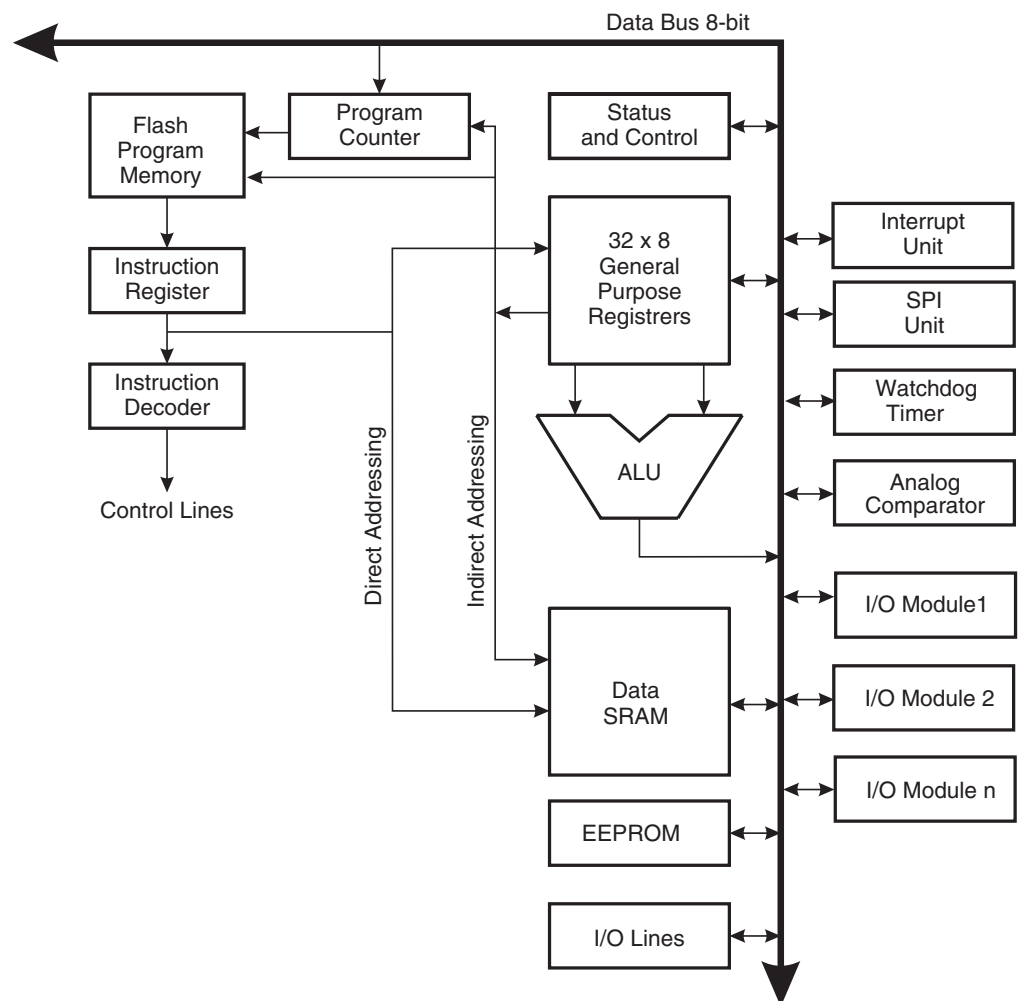 Data Bus 8-bit
Flash
Program
Memory
Program
Counter
Status
and Control
32 x 8
General
Purpose
Registrers
Interrupt
Unit
Instruction
Register
SPI
Unit
Instruction
Decoder
Watchdog
Timer
Direct Addressing
Indirect Addressing
ALU
Analog
Comparator
Control Lines
I/O Module1
Data
SRAM
I/O Module 2
I/O Module n
EEPROM
I/O Lines